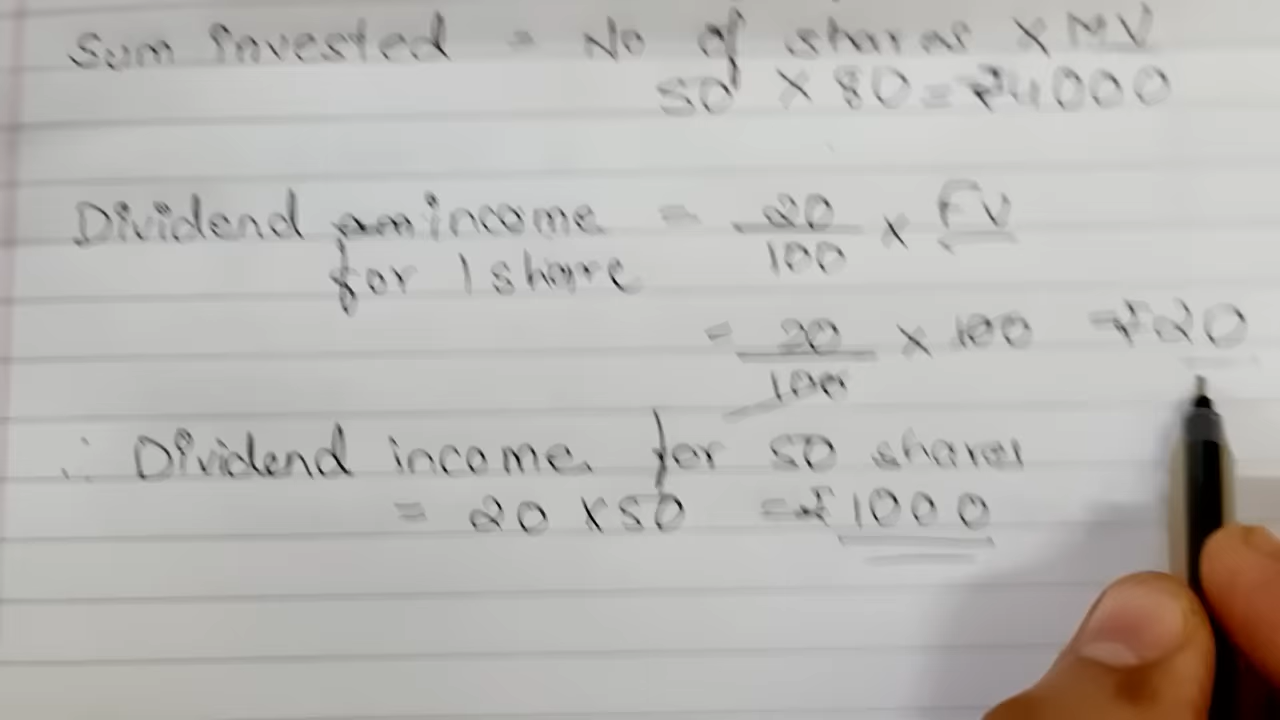 Sum invested = No of shares × MV
50 × 80 = ₹4000
Dividend income = 20/100 × FV
for 1 share
= 20/100 × 100 = ₹20
∴ Dividend income for 50 shares
= 20 × 50 = ₹1000